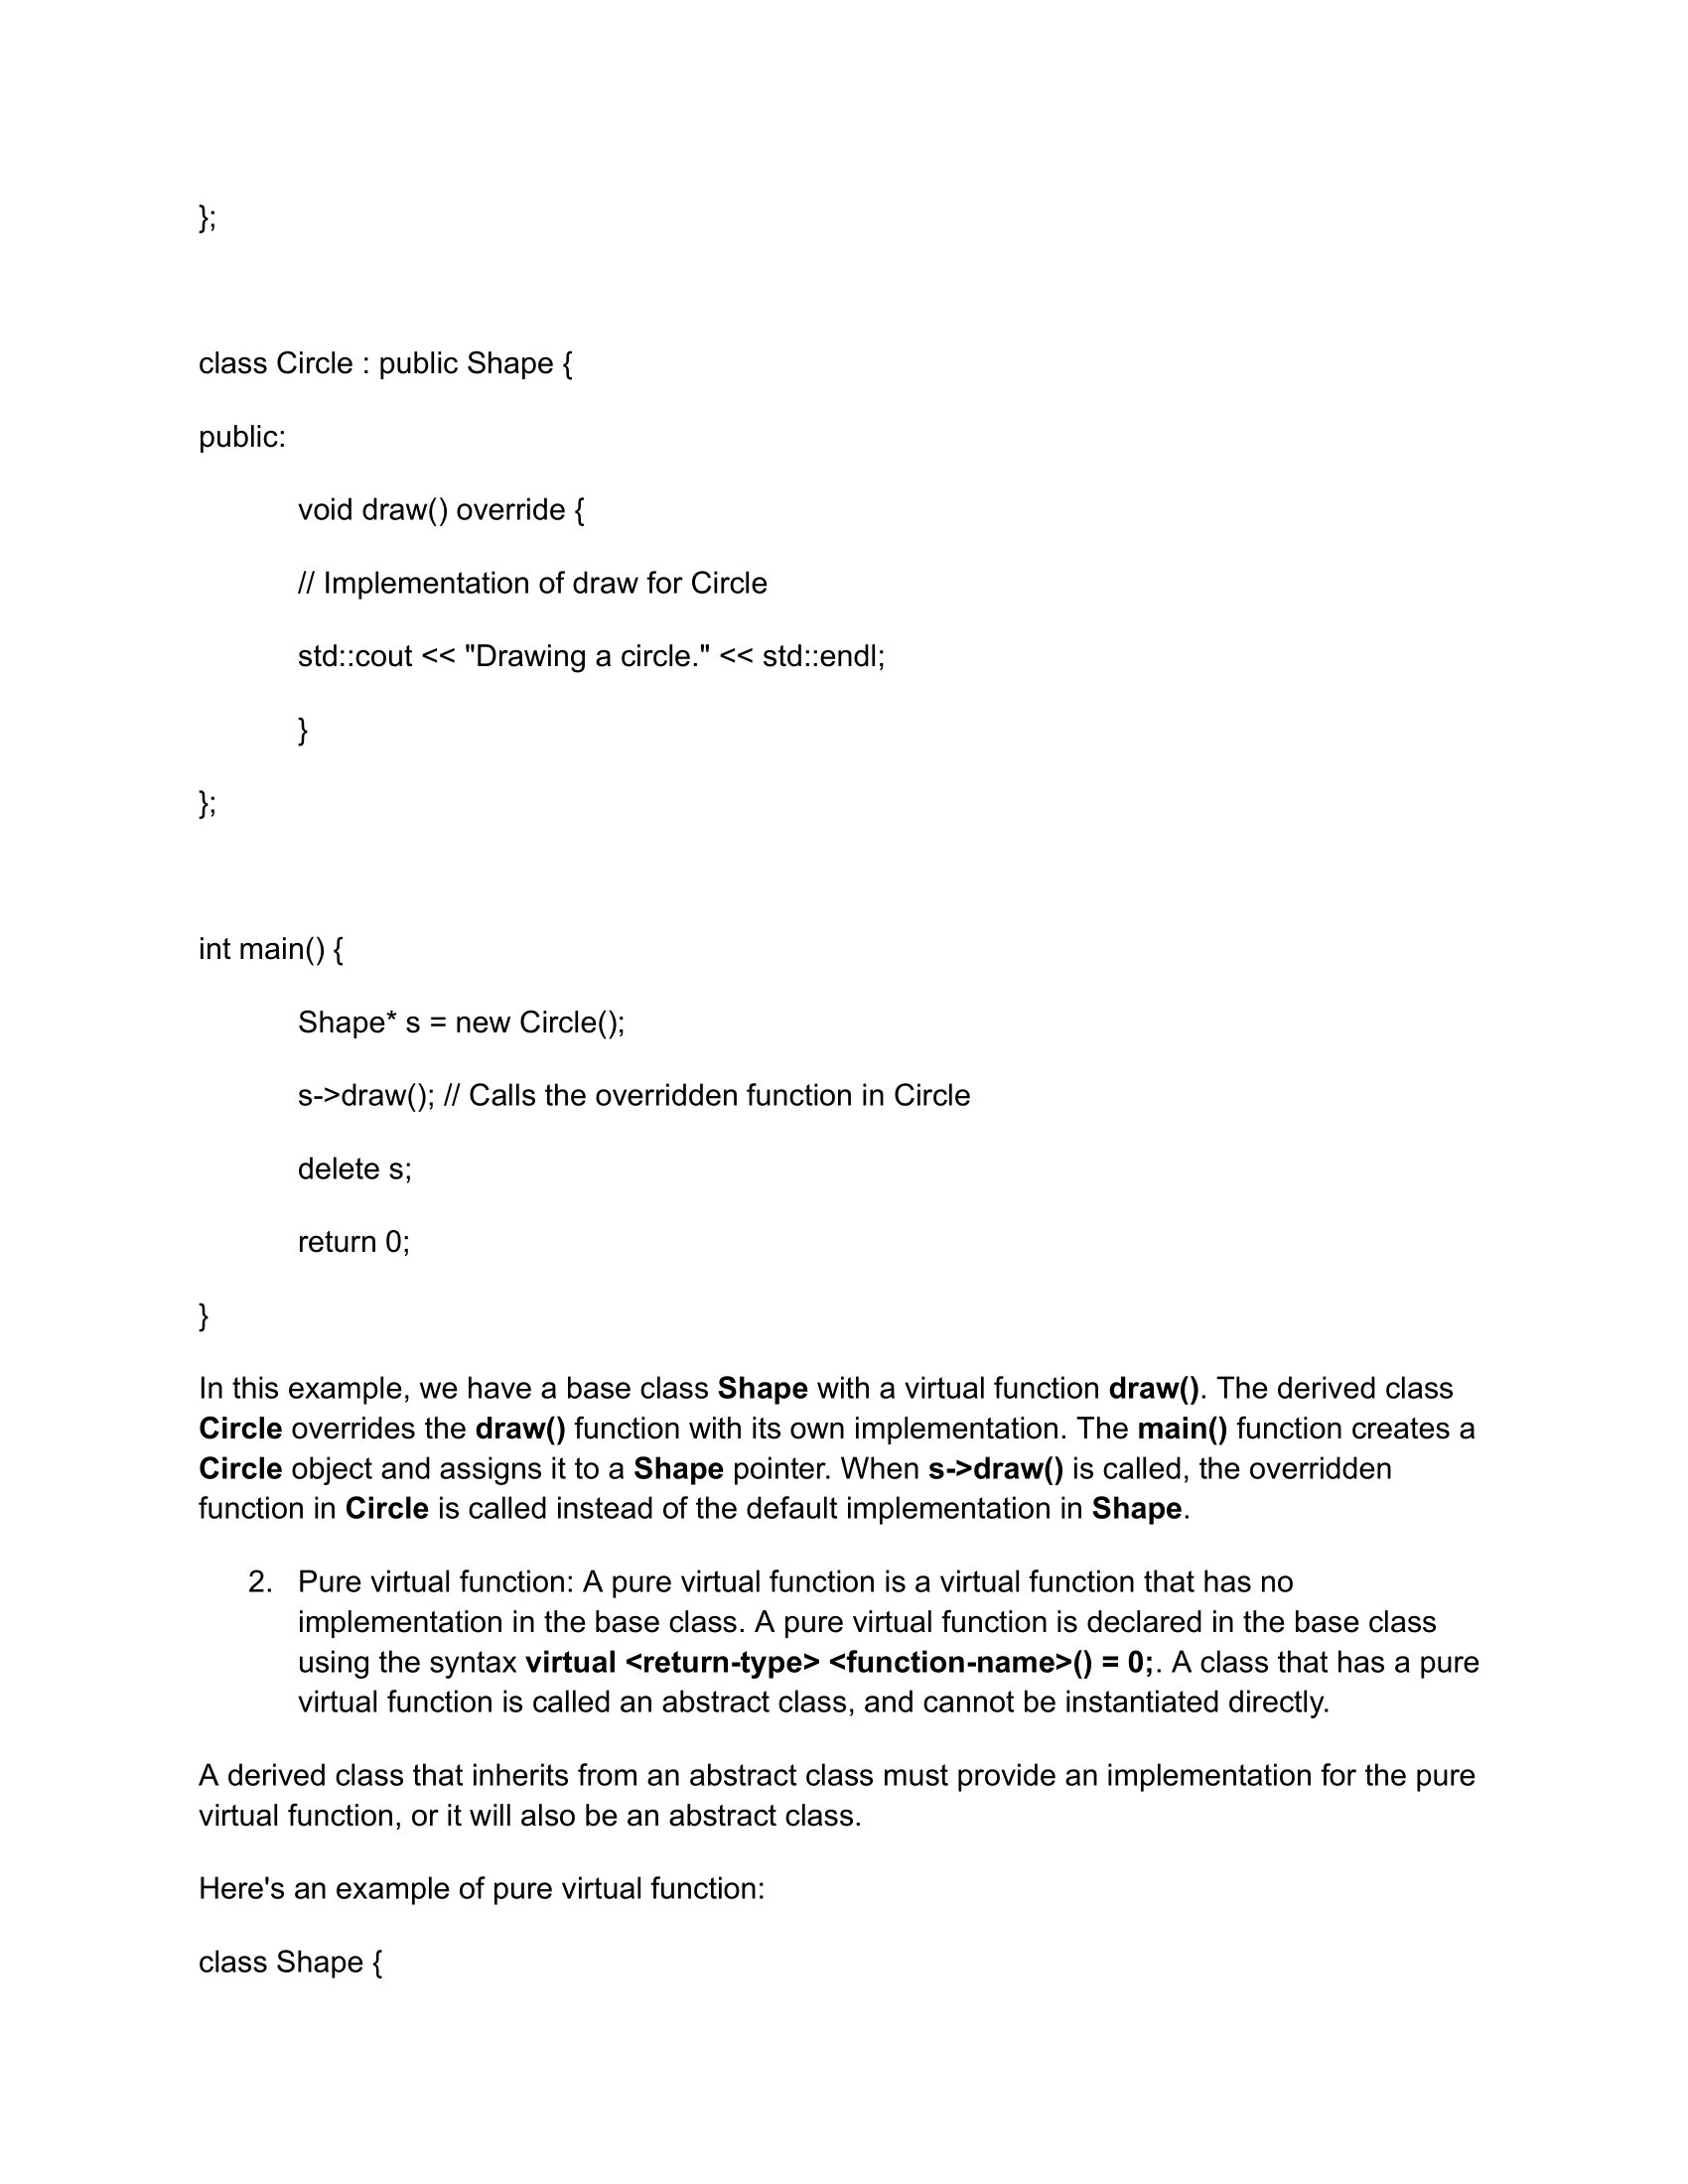 };
class Circle : public Shape {
public:
void draw() override {
// Implementation of draw for Circle
std::cout << "Drawing a circle." << std::endl;
}
};
int main() {
Shape* s = new Circle();
s->draw(); // Calls the overridden function in Circle
delete s;
return 0;
}
In this example, we have a base class Shape with a virtual function draw(). The derived class
Circle overrides the draw() function with its own implementation. The main() function creates a
Circle object and assigns it to a Shape pointer. When s->draw() is called, the overridden
function in Circle is called instead of the default implementation in Shape.
2. Pure virtual function: A pure virtual function is a virtual function that has no
implementation in the base class. A pure virtual function is declared in the base class
using the syntax virtual <return-type> <function-name>() = 0;. A class that has a pure
virtual function is called an abstract class, and cannot be instantiated directly.
A derived class that inherits from an abstract class must provide an implementation for the pure
virtual function, or it will also be an abstract class.
Here's an example of pure virtual function:
class Shape {